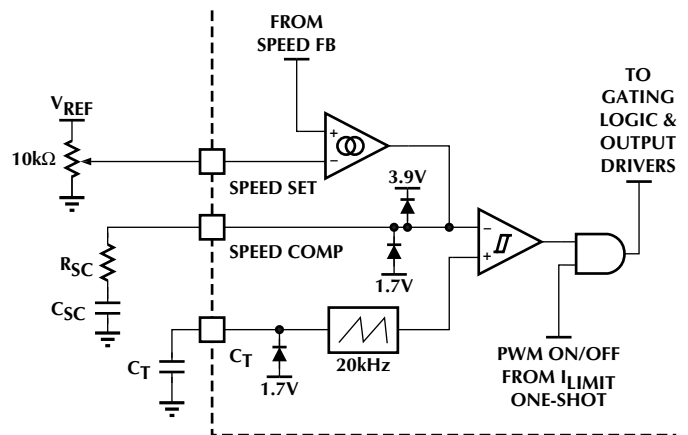 FROM
SPEED FB
TO
GATING
LOGIC &
OUTPUT
DRIVERS
VREF
10kΩ
+
−
SPEED SET
3.9V
SPEED COMP
−
+
1.7V
RSC
CSC
CT
CT
1.7V
20kHz
PWM ON/OFF
FROM ILIMIT
ONE-SHOT